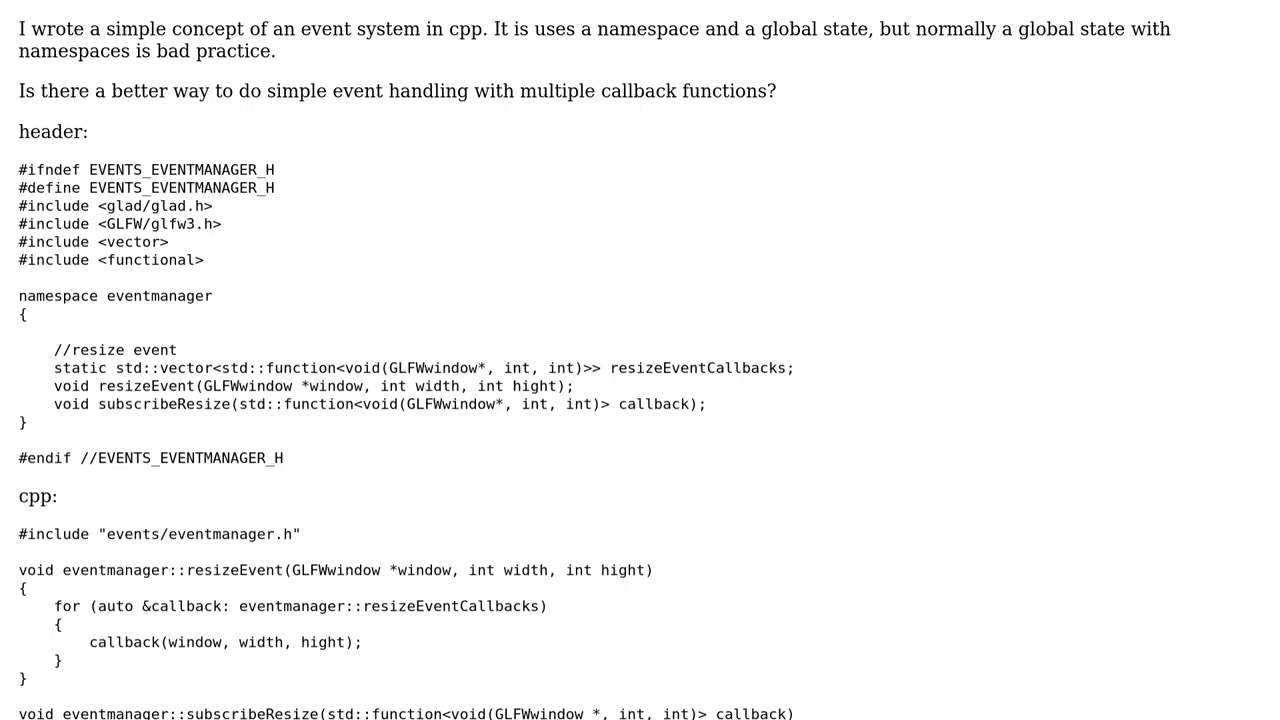 I wrote a simple concept of an event system in cpp. It is uses a namespace and a global state, but normally a global state with
namespaces is bad practice.
Is there a better way to do simple event handling with multiple callback functions?
header:
#ifndef EVENTS_EVENTMANAGER_H
#define EVENTS_EVENTMANAGER_H
#include <glad/glad.h>
#include <GLFW/glfw3.h>
#include <vector>
#include <functional>
namespace eventmanager
{
    //resize event
    static std::vector<std::function<void(GLFWwindow*, int, int)>> resizeEventCallbacks;
    void resizeEvent(GLFWwindow *window, int width, int hight);
    void subscribeResize(std::function<void(GLFWwindow*, int, int)> callback);
}
#endif //EVENTS_EVENTMANAGER_H
cpp:
#include "events/eventmanager.h"
void eventmanager::resizeEvent(GLFWwindow *window, int width, int hight)
{
    for (auto &callback: eventmanager::resizeEventCallbacks)
    {
        callback(window, width, hight);
    }
}
void eventmanager::subscribeResize(std::function<void(GLFWwindow *, int, int)> callback)